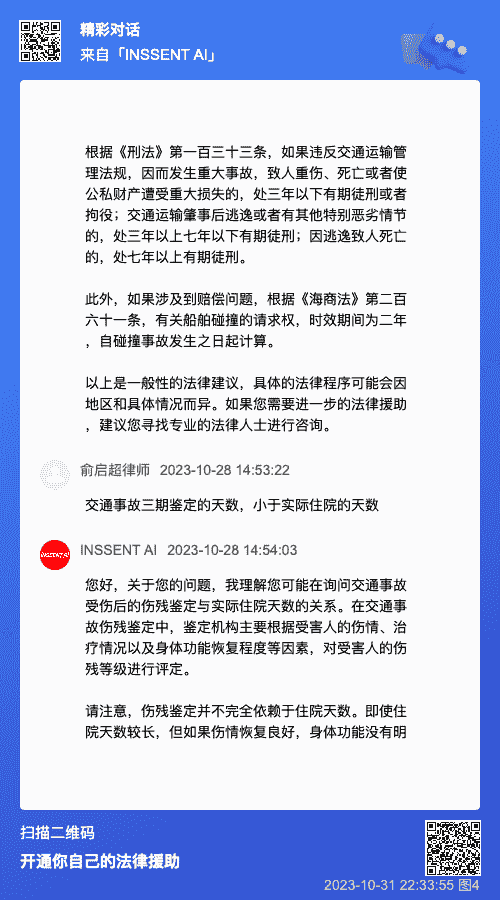 精彩对话
来自「INSSENT AI」
根据《刑法》第一百三十三条，如果违反交通运输管
理法规，因而发生重大事故，致人重伤、死亡或者使
公私财产遭受重大损失的，处三年以下有期徒刑或者
拘役；交通运输肇事后逃逸或者有其他特别恶劣情节
的，处三年以上七年以下有期徒刑；因逃逸致人死亡
的，处七年以上有期徒刑。
此外，如果涉及到赔偿问题，根据《海商法》第二百
六十一条，有关船舶碰撞的请求权，时效期间为二年
，自碰撞事故发生之日起计算。
以上是一般性的法律建议，具体的法律程序可能会因
地区和具体情况而异。如果您需要进一步的法律援助
，建议您寻找专业的法律人士进行咨询。
俞启超律师 2023-10-28 14:53:22
交通事故三期鉴定的天数，小于实际住院的天数
INSSENT AI
INSSENT AI 2023-10-28 14:54:03
您好，关于您的问题，我理解您可能在询问交通事故
受伤后的伤残鉴定与实际住院天数的关系。在交通事
故伤残鉴定中，鉴定机构主要根据受害人的伤情、治
疗情况以及身体功能恢复程度等因素，对受害人的伤
残等级进行评定。
请注意，伤残鉴定并不完全依赖于住院天数。即使住
院天数较长，但如果伤情恢复良好，身体功能没有明
扫描二维码
开通你自己的法律援助
2023-10-31 22:33:55 图4